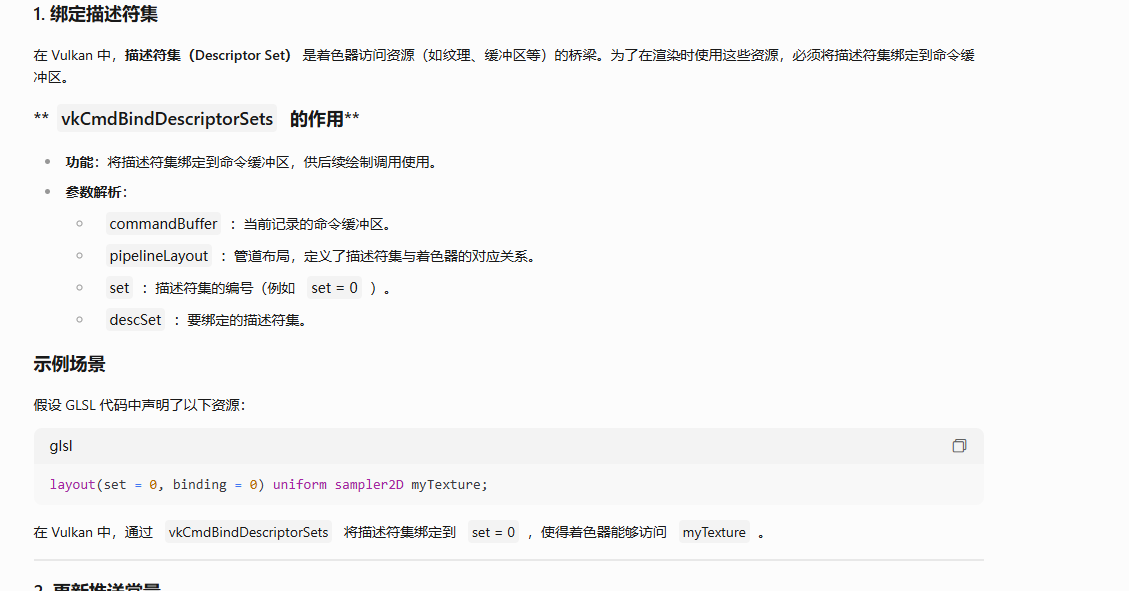 1. 绑定描述符集
在 Vulkan 中，描述符集（Descriptor Set） 是着色器访问资源（如纹理、缓冲区等）的桥梁。为了在渲染时使用这些资源，必须将描述符集绑定到命令缓
冲区。
** vkCmdBindDescriptorSets 的作用**
功能：将描述符集绑定到命令缓冲区，供后续绘制调用使用。
参数解析：
commandBuffer ：当前记录的命令缓冲区。
pipelineLayout ：管道布局，定义了描述符集与着色器的对应关系。
set ：描述符集的编号（例如 set = 0 ）。
descSet ：要绑定的描述符集。
示例场景
假设 GLSL 代码中声明了以下资源：
glsl
layout(set = 0, binding = 0) uniform sampler2D myTexture;
在 Vulkan 中，通过 vkCmdBindDescriptorSets 将描述符集绑定到 set = 0 ，使得着色器能够访问 myTexture 。
2. 更新推送常量